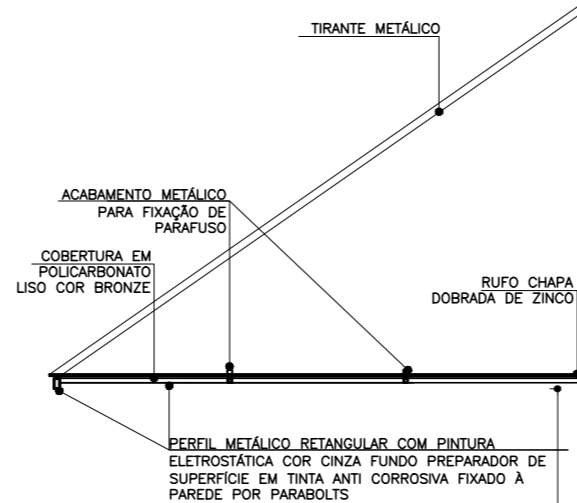 TIRANTE METÁLICO
ACABAMENTO METÁLICO
PARA FIXAÇÃO DE
PARAFUSO
COBERTURA EM
POLICARBONATO
LISO COR BRONZE
RUFO CHAPA
DOBRADA DE ZINCO
PERFIL METÁLICO RETANGULAR COM PINTURA
ELETROSTÁTICA COR CINZA FUNDO PREPARADOR DE
SUPERFÍCIE EM TINTA ANTI CORROSIVA FIXADO À
PAREDE POR PARABOLTS